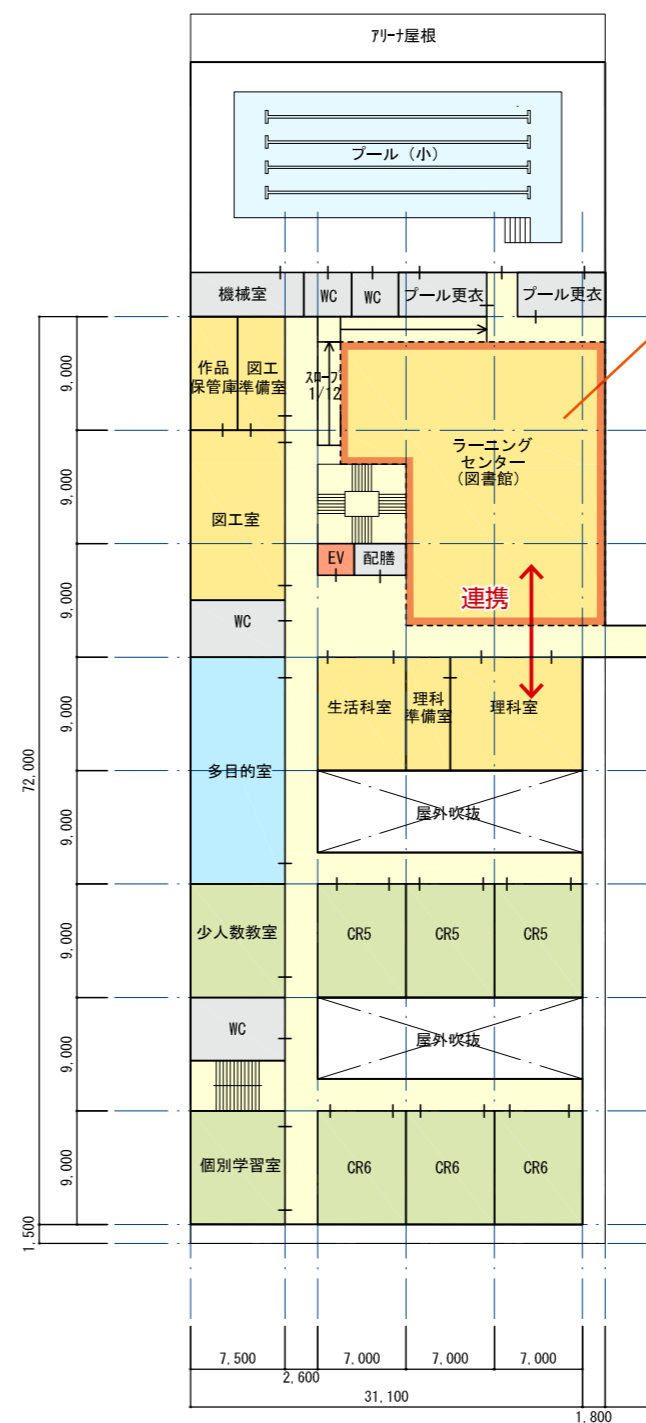 アリーナ屋根
プール（小）
機械室
WC
WC
プール更衣
プール更衣
作品
保管庫
図工
準備室
スロープ
1/12
ラーニング
センター
（図書館）
図工室
EV
配膳
連携
WC
生活科室
理科
準備室
理科室
多目的室
屋外吹抜
少人数教室
CR5
CR5
CR5
WC
屋外吹抜
個別学習室
CR6
CR6
CR6
9,000
9,000
9,000
9,000
9,000
9,000
9,000
9,000
72,000
1,500
7,500
2,600
7,000
7,000
7,000
31,100
1,800